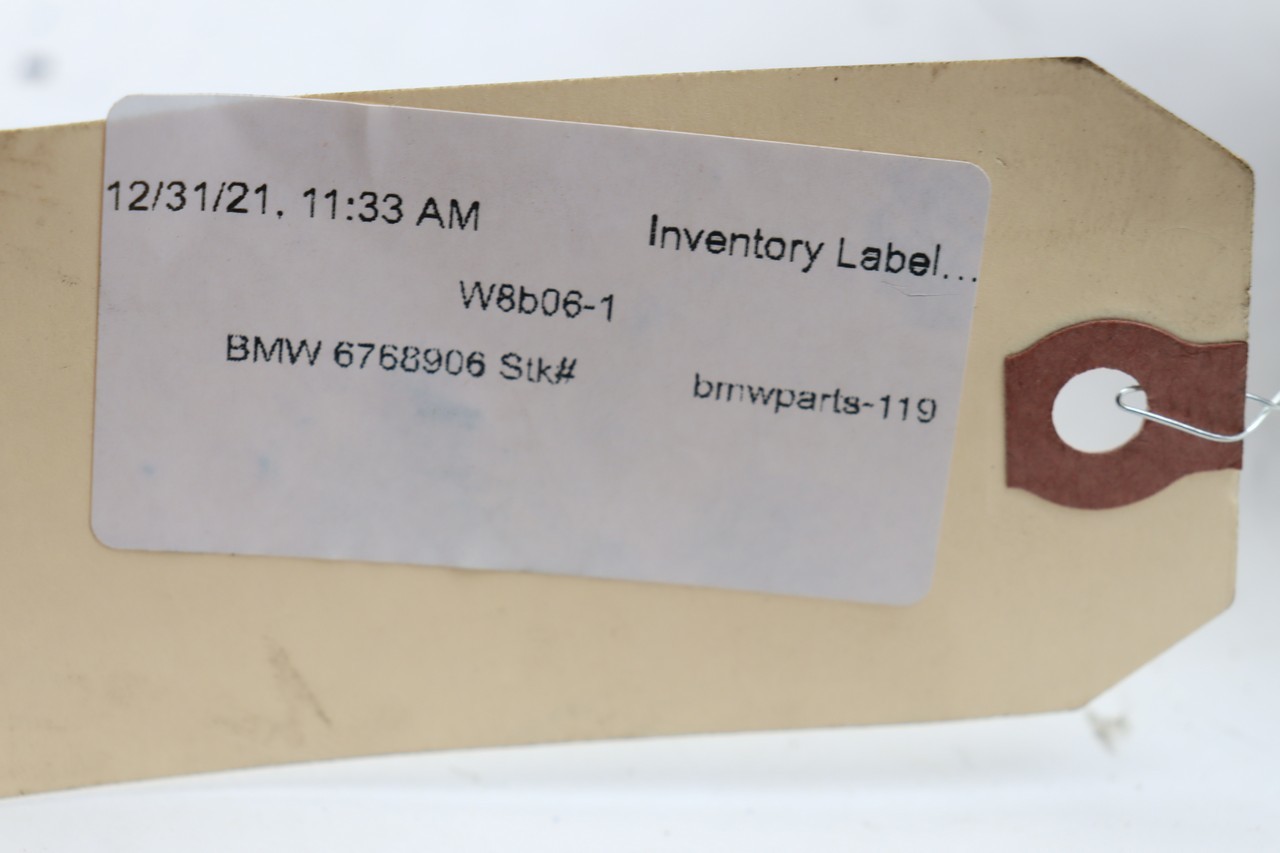 12/31/21, 11:33 AM Inventory Label...
W8b06-1
BMW 6768906 Stk# bmwparts-119